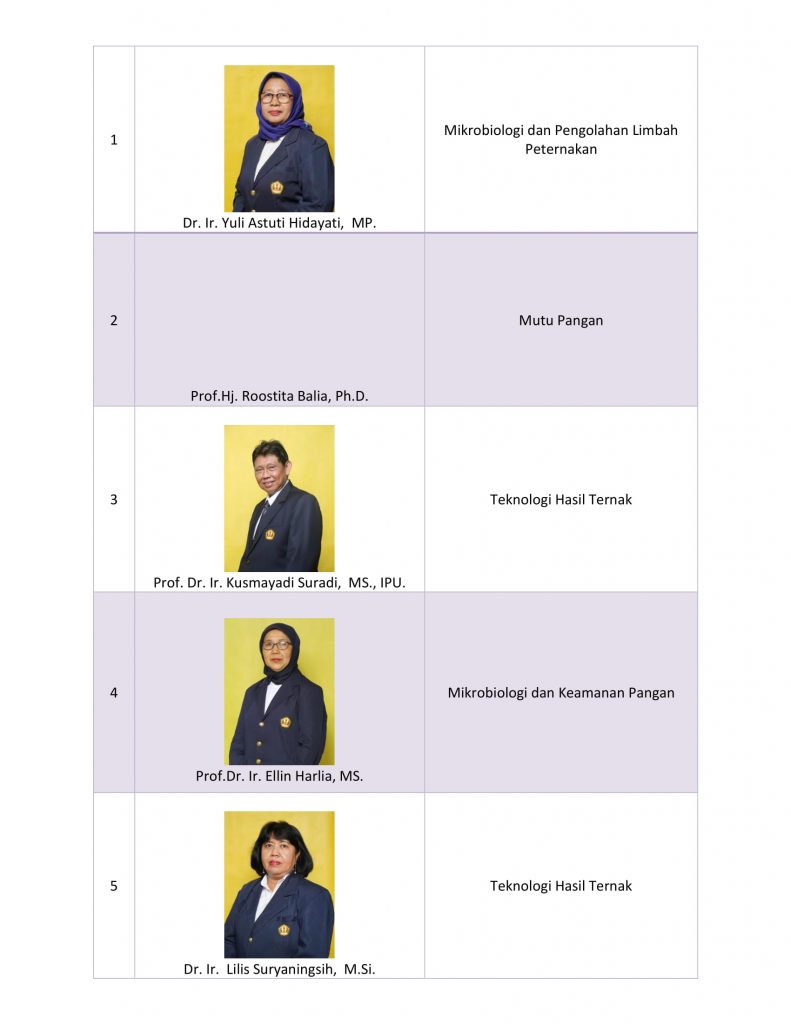 1
Mikrobiologi dan Pengolahan Limbah
Peternakan
Dr. Ir. Yuli Astuti Hidayati,  MP.
2
Mutu Pangan
Prof.Hj. Roostita Balia, Ph.D.
3
Teknologi Hasil Ternak
Prof. Dr. Ir. Kusmayadi Suradi,  MS., IPU.
4
Mikrobiologi dan Keamanan Pangan
Prof.Dr. Ir. Ellin Harlia, MS.
5
Teknologi Hasil Ternak
Dr. Ir.  Lilis Suryaningsih,  M.Si.